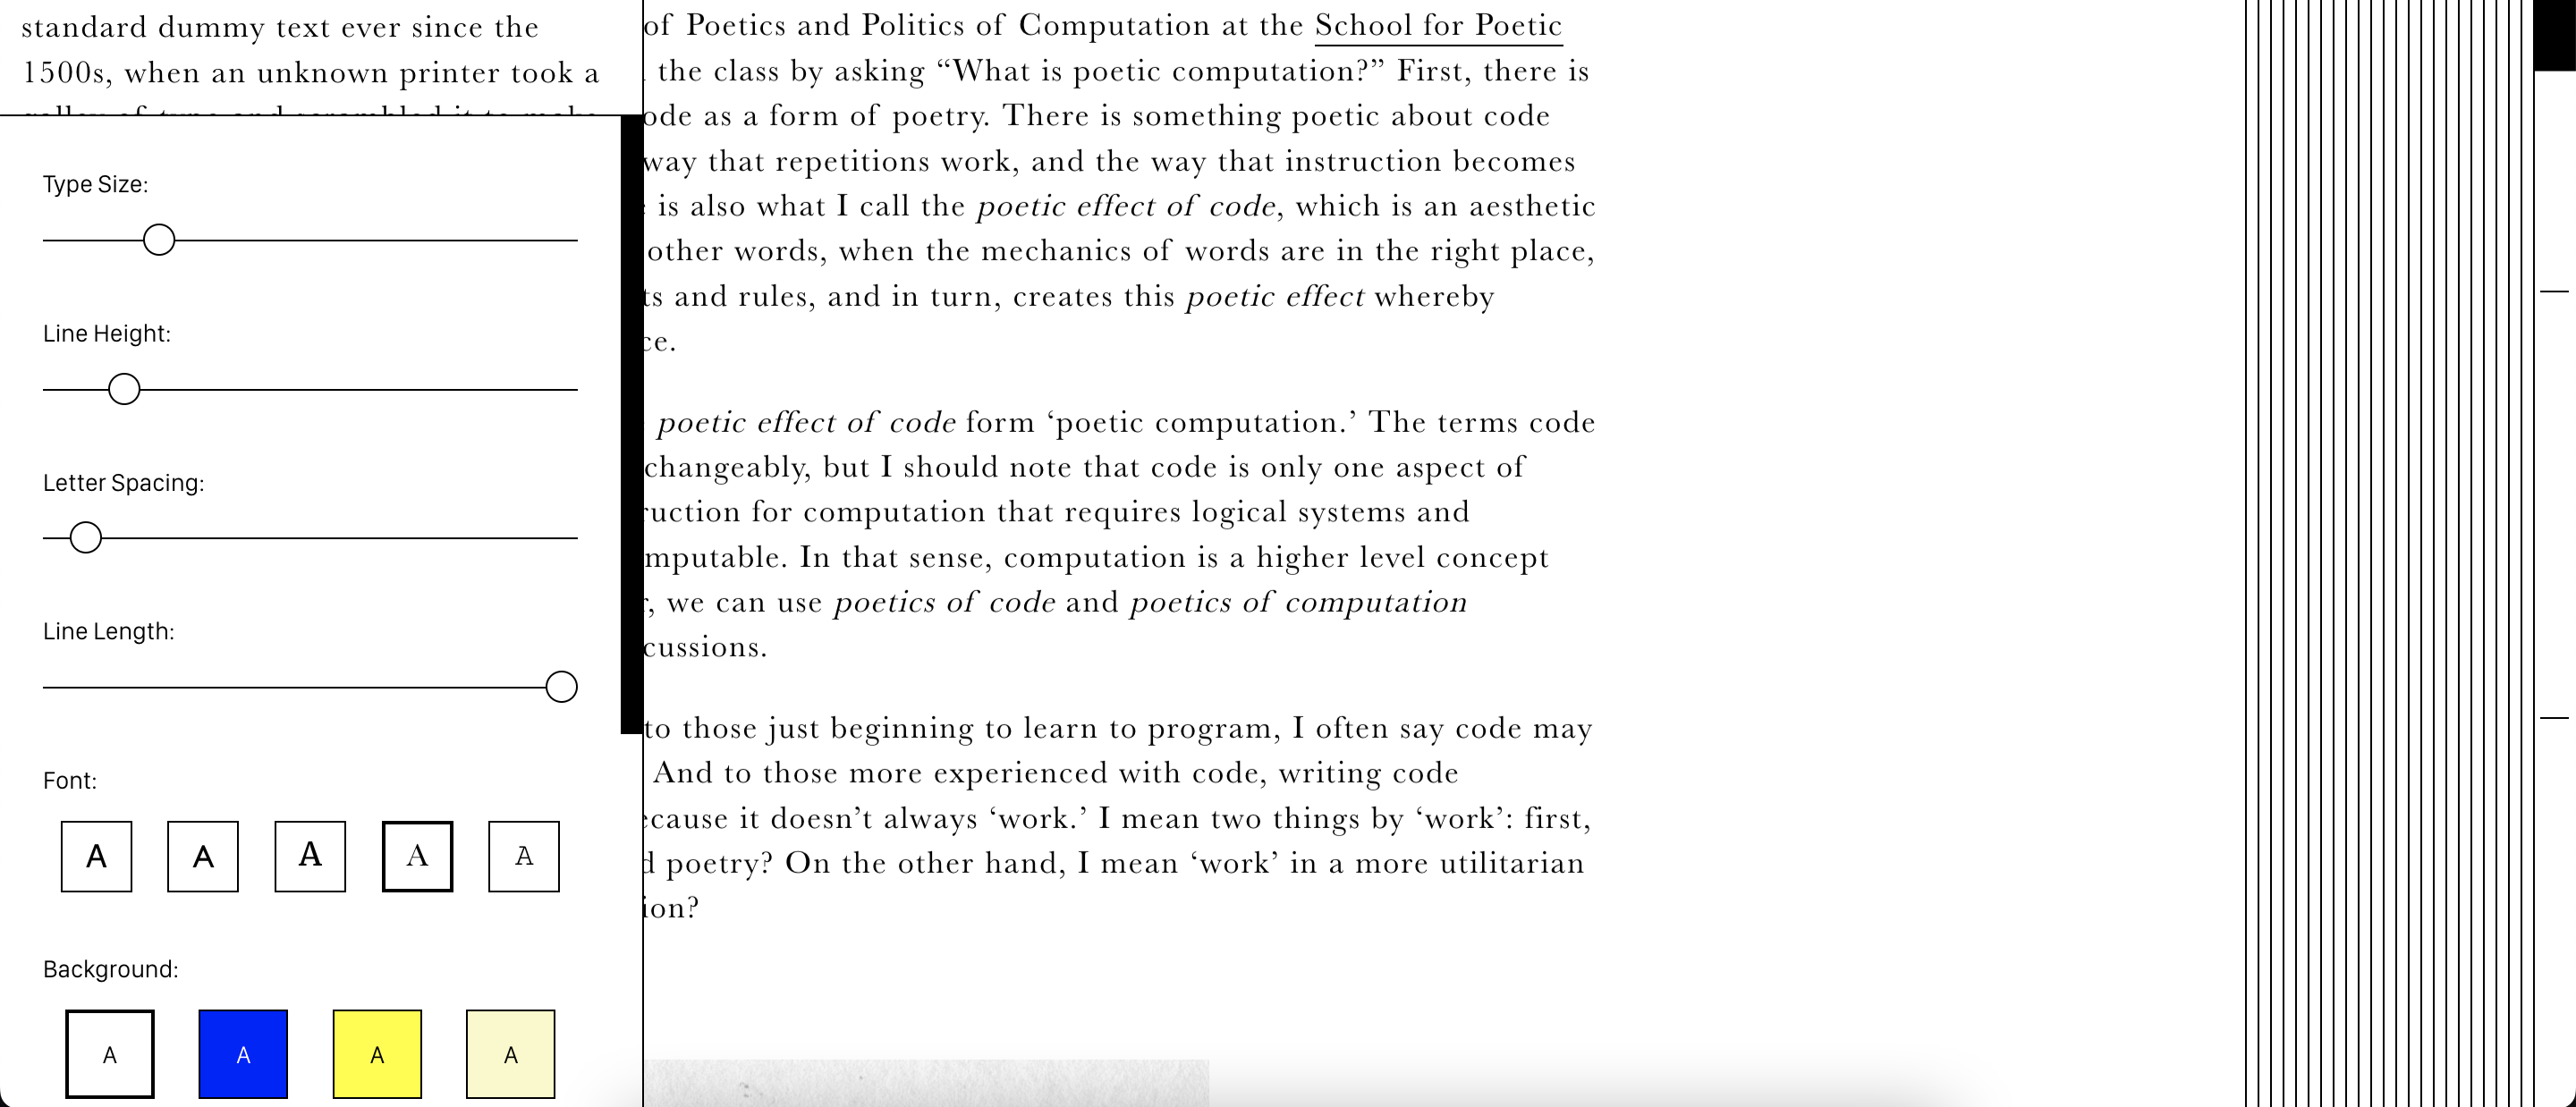 standard dummy text ever since the
1500s, when an unknown printer took a
galley of type and scrambled it to make
Type Size:
Line Height:
Letter Spacing:
Line Length:
Font:
A A A A A
Background:
A A A A
of Poetics and Politics of Computation at the School for Poetic
the class by asking “What is poetic computation?” First, there is
ode as a form of poetry. There is something poetic about code
way that repetitions work, and the way that instruction becomes
is also what I call the poetic effect of code, which is an aesthetic
other words, when the mechanics of words are in the right place,
ts and rules, and in turn, creates this poetic effect whereby
ce.
poetic effect of code form ‘poetic computation.’ The terms code
changeably, but I should note that code is only one aspect of
ruction for computation that requires logical systems and
mputable. In that sense, computation is a higher level concept
r, we can use poetics of code and poetics of computation
cussions.
to those just beginning to learn to program, I often say code may
And to those more experienced with code, writing code
ecause it doesn’t always ‘work.’ I mean two things by ‘work’: first,
d poetry? On the other hand, I mean ‘work’ in a more utilitarian
ion?